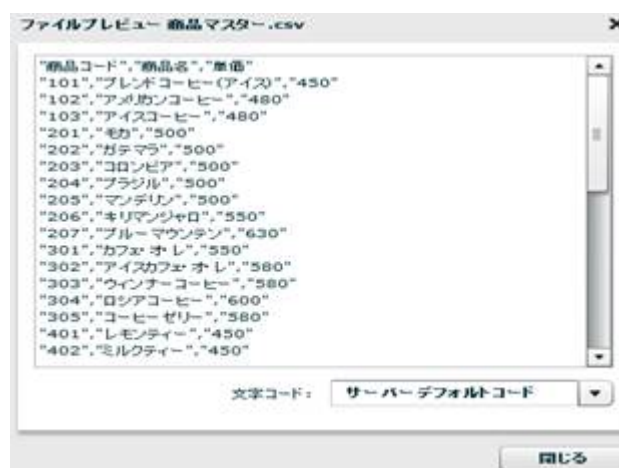 ファイルプレビュー 商品マスター.csv
"商品コード","商品名","単価"
"101","ブレンドコーヒー(アイス)","450"
"102","アメリカンコーヒー","480"
"103","アイスコーヒー","480"
"201","モカ","500"
"202","ガテマラ","500"
"203","コロンビア","500"
"204","ブラジル","500"
"205","マンデリン","500"
"206","キリマンジャロ","550"
"207","ブルーマウンテン","630"
"301","カフェ・オ・レ","550"
"302","アイスカフェ・オ・レ","580"
"303","ウィンナーコーヒー","580"
"304","ロシアコーヒー","600"
"305","コーヒーゼリー","580"
"401","レモンティー","450"
"402","ミルクティー","450"
文字コード: サーバーデフォルトコード
閉じる